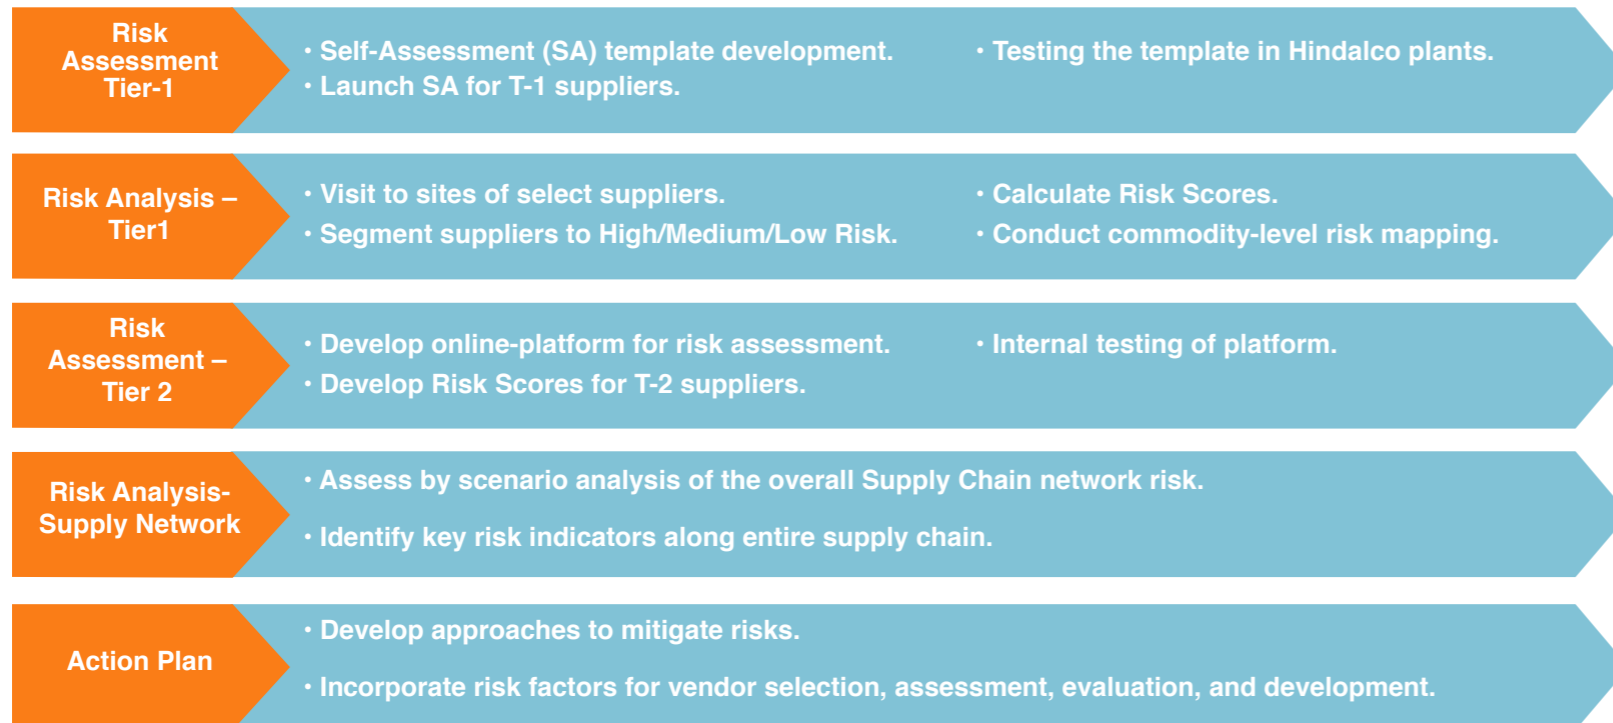 Risk
Assessment
Tier-1
• Self-Assessment (SA) template development.
• Launch SA for T-1 suppliers.
• Testing the template in Hindalco plants.
Risk Analysis –
Tier1
• Visit to sites of select suppliers.
• Segment suppliers to High/Medium/Low Risk.
• Calculate Risk Scores.
• Conduct commodity-level risk mapping.
Risk
Assessment –
Tier 2
• Develop online-platform for risk assessment.
• Develop Risk Scores for T-2 suppliers.
• Internal testing of platform.
Risk Analysis-
Supply Network
• Assess by scenario analysis of the overall Supply Chain network risk.
• Identify key risk indicators along entire supply chain.
Action Plan
• Develop approaches to mitigate risks.
• Incorporate risk factors for vendor selection, assessment, evaluation, and development.